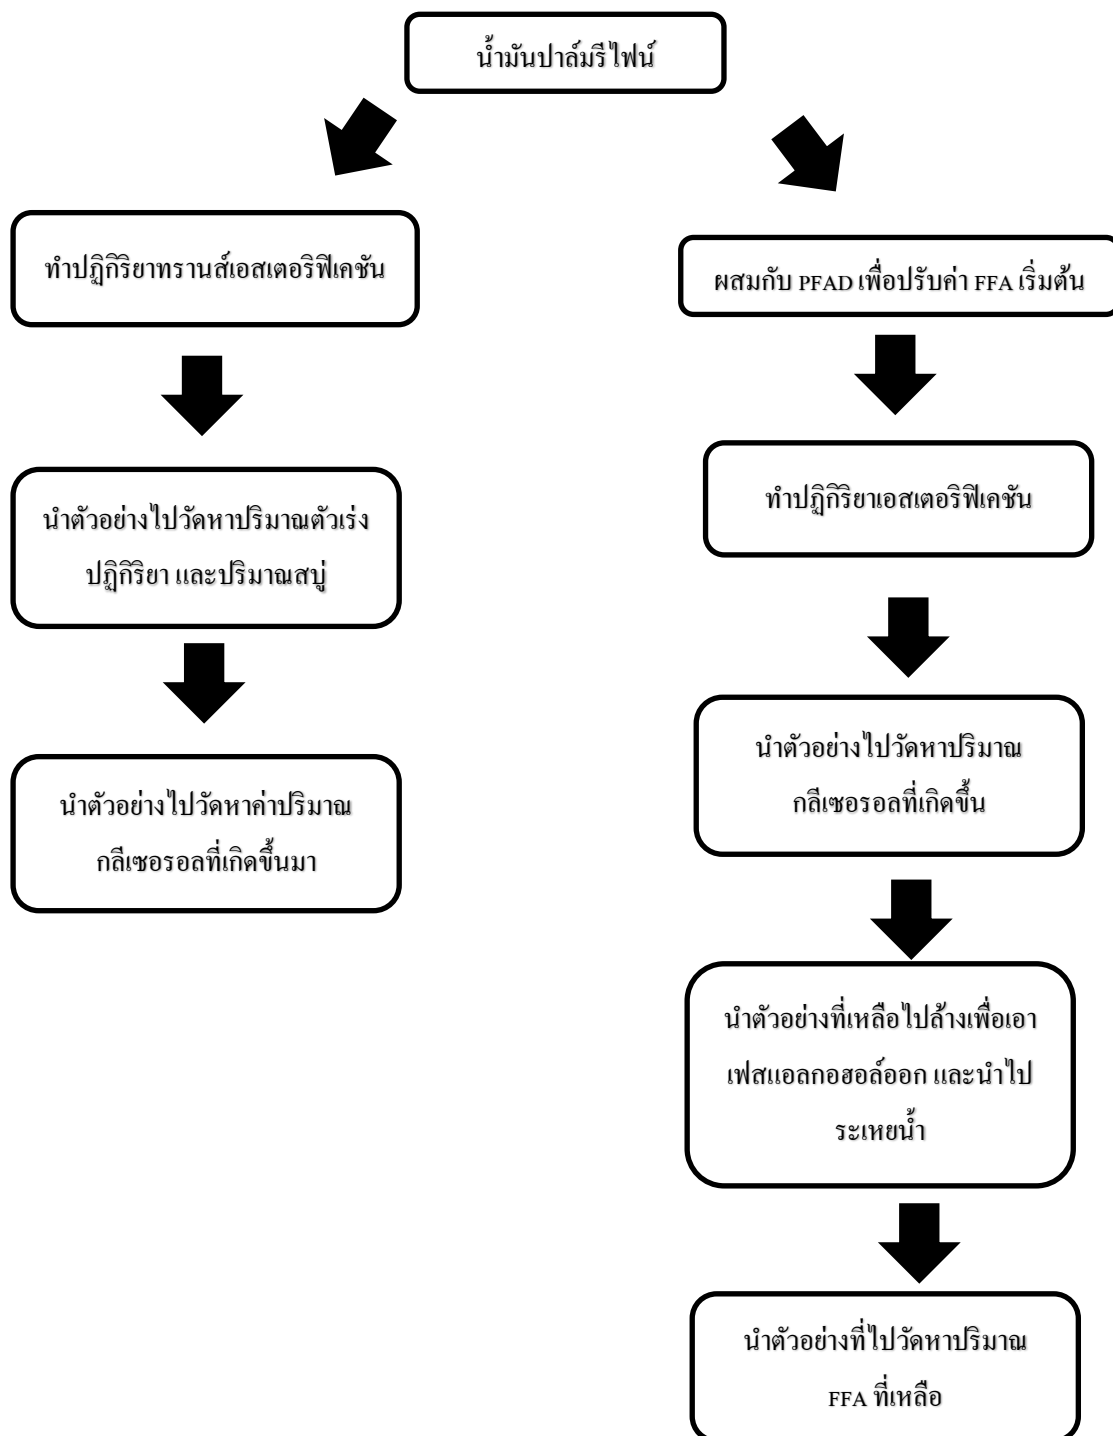 น้ำมันปาล์มรีไฟน์
ทำปฏิกิริยาทรานส์เอสเตอริฟิเคชัน
นำตัวอย่างไปวัดหาปริมาณตัวเร่ง
ปฏิกิริยา และปริมาณสบู่
นำตัวอย่างไปวัดหาค่าปริมาณ
กลีเซอรอลที่เกิดขึ้นมา
ผสมกับ PFAD เพื่อปรับค่า FFA เริ่มต้น
ทำปฏิกิริยาเอสเตอริฟิเคชัน
นำตัวอย่างไปวัดหาปริมาณ
กลีเซอรอลที่เกิดขึ้น
นำตัวอย่างที่เหลือไปล้างเพื่อเอา
เฟสแอลกอฮอล์ออก และนำไป
ระเหยน้ำ
นำตัวอย่างที่ไปวัดหาปริมาณ
FFA ที่เหลือ